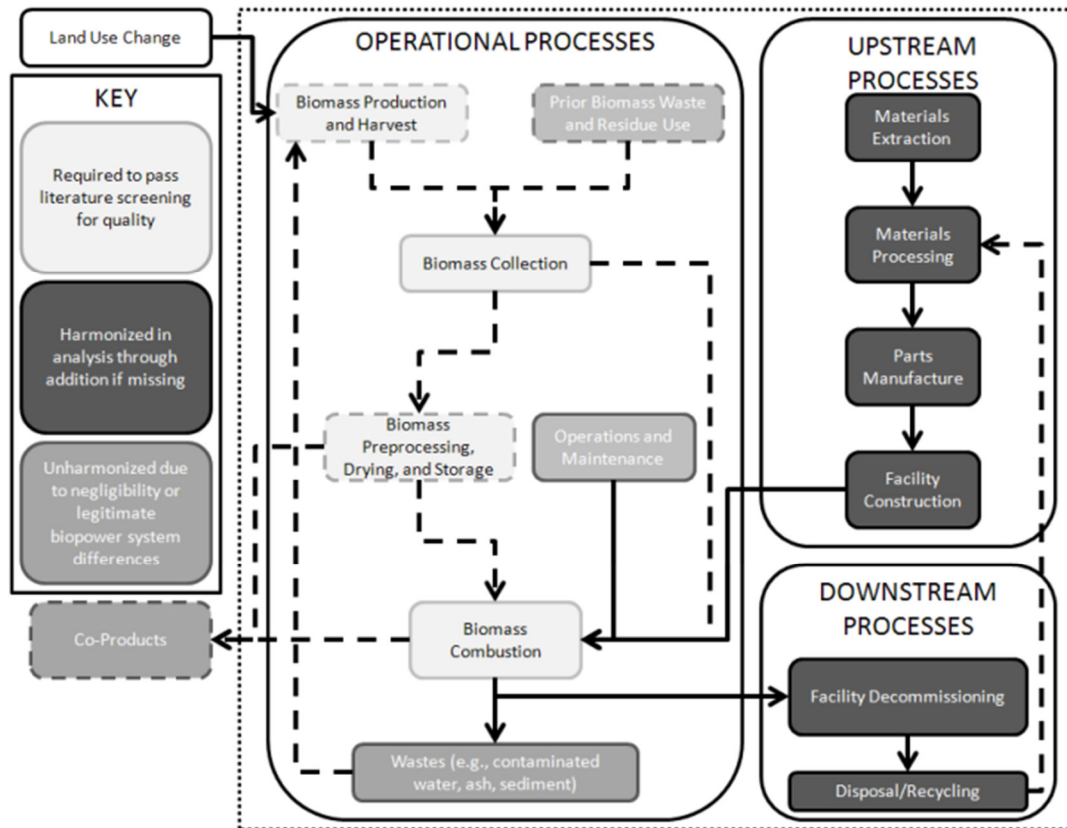 Land Use Change
KEY
Required to pass
literature screening
for quality
Harmonized in
analysis through
addition if missing
Unharmonized due
to negligibility or
legitimate
biopower system
differences
Co-Products
OPERATIONAL PROCESSES
Biomass Production
and Harvest
Prior Biomass Waste
and Residue Use
Biomass Collection
Biomass
Preprocessing,
Drying, and Storage
Operations and
Maintenance
Biomass
Combustion
Wastes (e.g., contaminated
water, ash, sediment)
UPSTREAM
PROCESSES
Materials
Extraction
Materials
Processing
Parts
Manufacture
Facility
Construction
DOWNSTREAM
PROCESSES
Facility Decommissioning
Disposal/Recycling